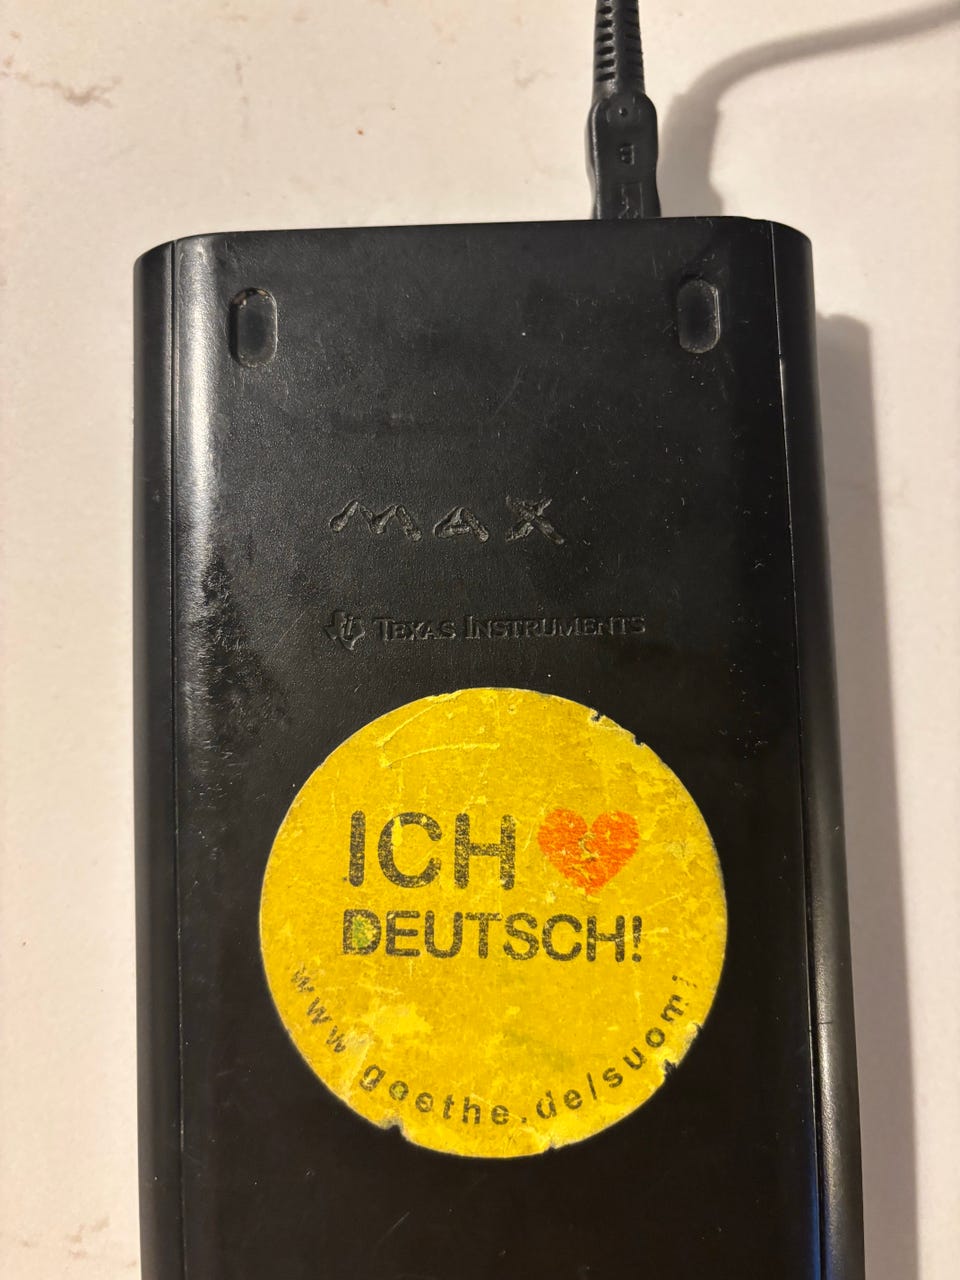 MAX
TEXAS INSTRUMENTS
ICH ❤
DEUTSCH!
www.goethe.de/suomi